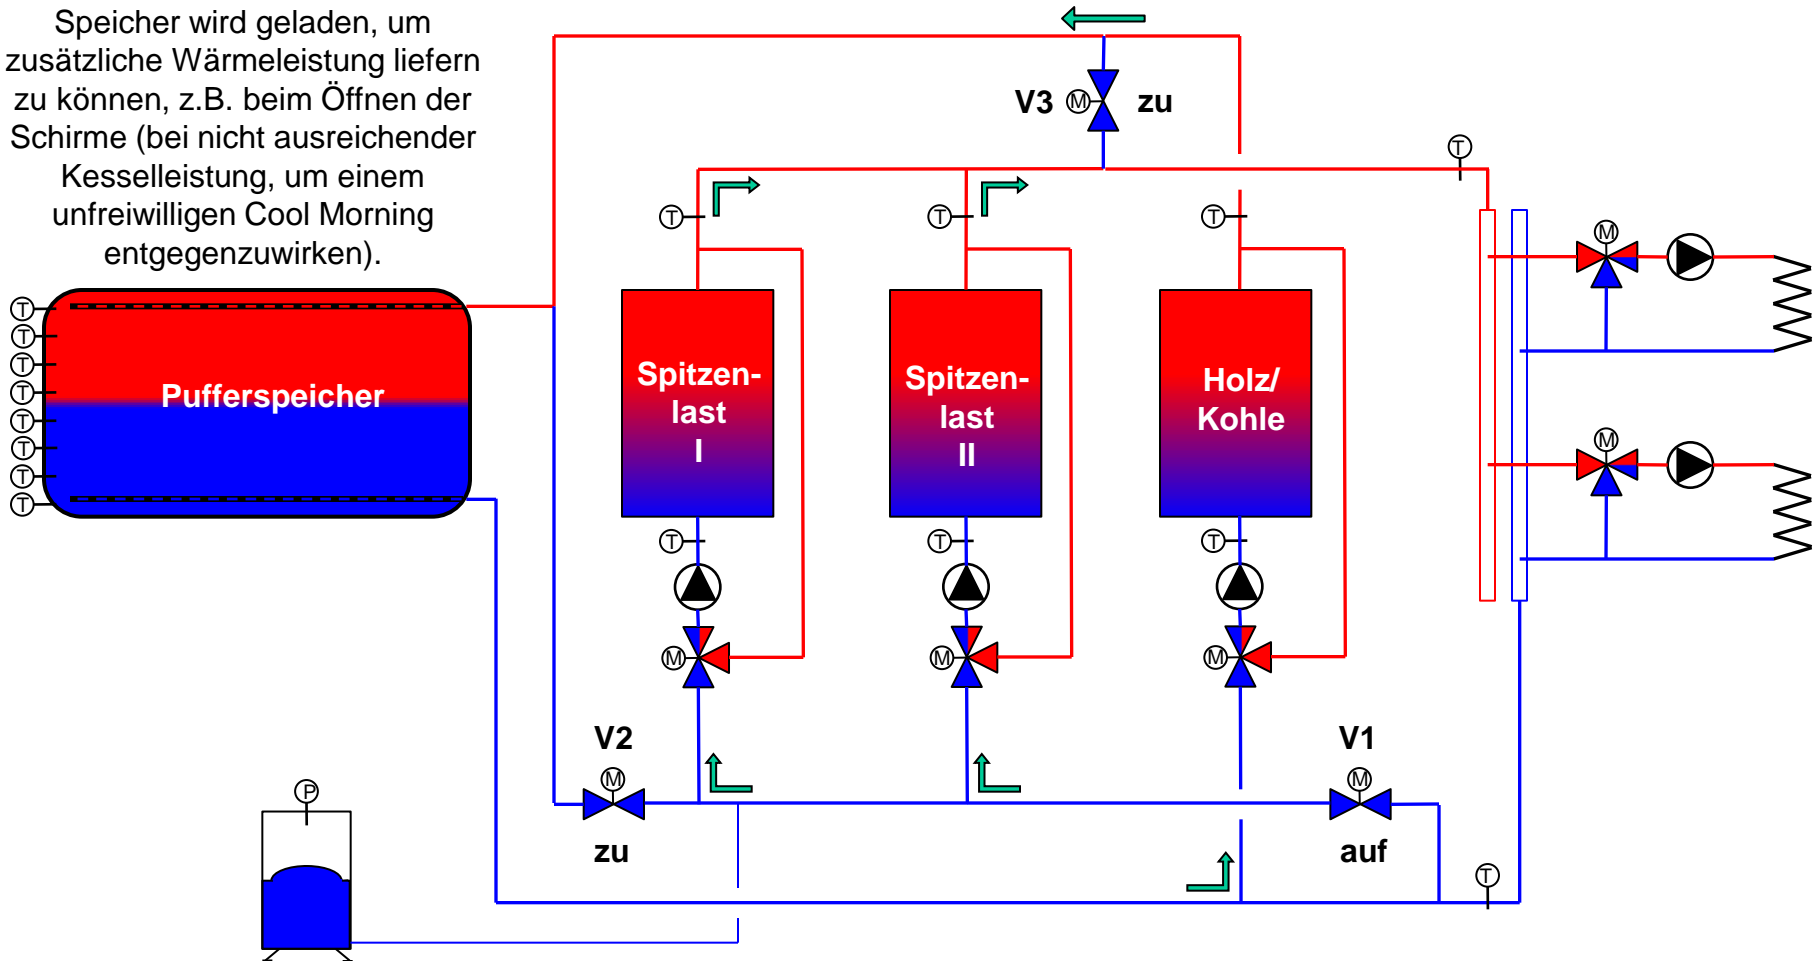 Speicher wird geladen, um
zusätzliche Wärmeleistung liefern
zu können, z.B. beim Öffnen der
Schirme (bei nicht ausreichender
Kesselleistung, um einem
unfreiwilligen Cool Morning
entgegenzuwirken).
V3 M zu
T
T
T
T
M
T
T
T
T
T
T
T
T
Pufferspeicher
Spitzen-
last
I
Spitzen-
last
II
Holz/
Kohle
M
T
T
T
M
M
M
V2
V1
M
M
P
zu
auf
T